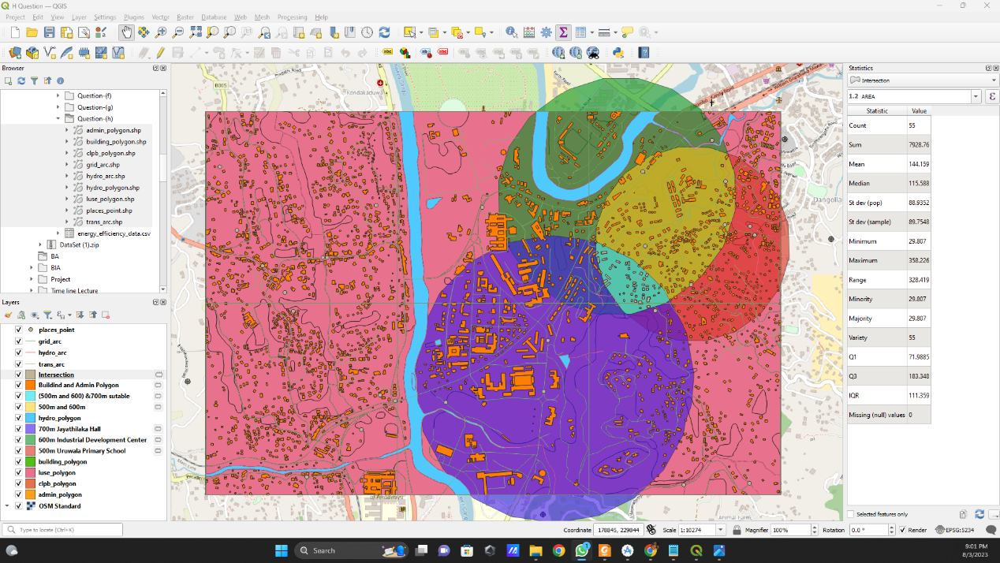 H Question — QGIS
Project Edit View Layer Settings Plugins Vector Raster Database Web Mesh Processing Help
Browser
Question-(f)
Question-(g)
Question-(h)
admin_polygon.shp
building_polygon.shp
clpb_polygon.shp
grid_arc.shp
hydro_arc.shp
hydro_polygon.shp
luse_polygon.shp
places_point.shp
trans_arc.shp
energy_efficiency_data.csv
DataSet (1).zip
BA
BIA
Project
Time line Lecture
Layers
places_point
grid_arc
hydro_arc
trans_arc
Intersection
Buildind and Admin Polygon
(500m and 600) &700m sutable
500m and 600m
hydro_polygon
700m Jayathilaka Hall
600m Industrial Development Center
500m Uruwala Primary School
building_polygon
luse_polygon
clpb_polygon
admin_polygon
OSM Standard
B365
Kondakaduwa
Dangolla
Statistics
Intersection
1.2 AREA
Statistic Value
Count 55
Sum 7928.76
Mean 144.159
Median 115.588
St dev (pop) 88.9352
St dev (sample) 89.7548
Minimum 29.807
Maximum 358.226
Range 328.419
Minority 29.807
Majority 29.807
Variety 55
Q1 71.9885
Q3 183.348
IQR 111.359
Missing (null) values 0
Selected features only
Type to locate (Ctrl+K)
Coordinate 178845, 229844 Scale 1:10274 Magnifier 100% Rotation 0.0 ° Render EPSG:5234
Search
9:01 PM
8/3/2023